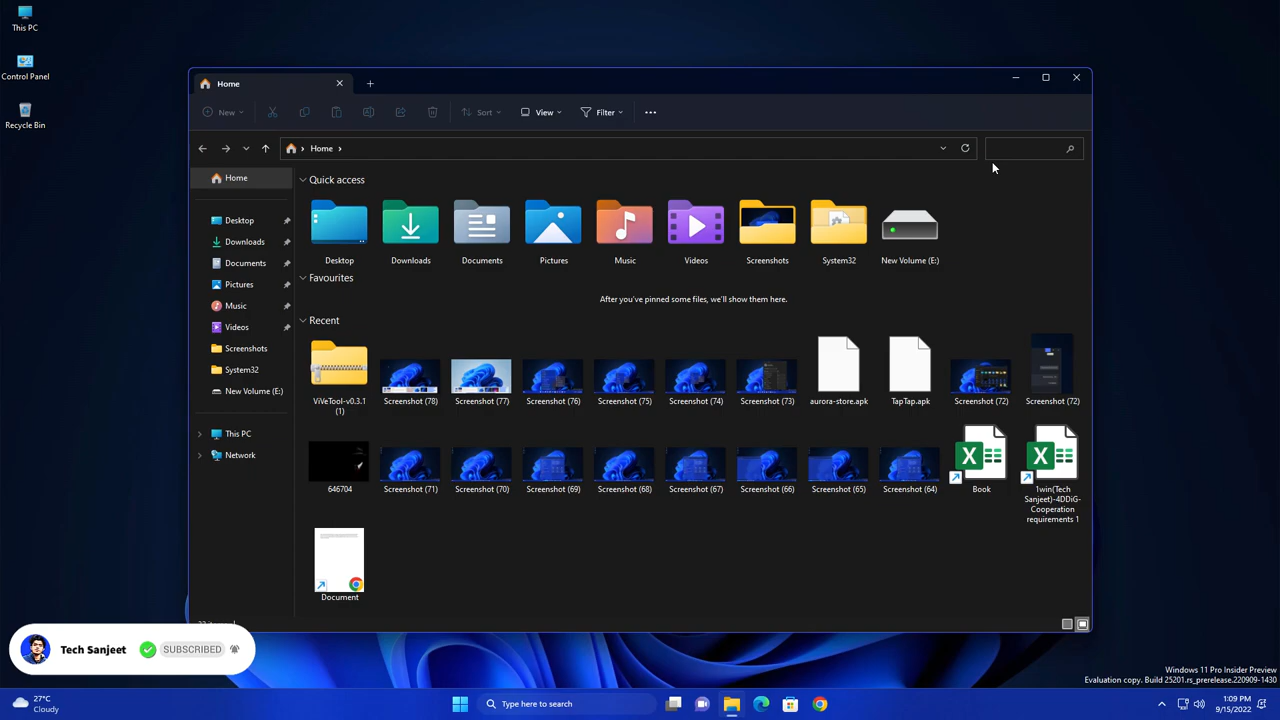 This PC
Control Panel
Recycle Bin
Home
New
Sort
View
Filter
Home
Home
Desktop
Downloads
Documents
Pictures
Music
Videos
Screenshots
System32
New Volume (E:)
This PC
Network
Quick access
Desktop
Downloads
Documents
Pictures
Music
Videos
Screenshots
System32
New Volume (E:)
Favourites
After you've pinned some files, we'll show them here.
Recent
ViVeTool-v0.3.1
(1)
Screenshot (78)
Screenshot (77)
Screenshot (76)
Screenshot (75)
Screenshot (74)
Screenshot (73)
aurora-store.apk
TapTap.apk
Screenshot (72)
Screenshot (72)
646704
Screenshot (71)
Screenshot (70)
Screenshot (69)
Screenshot (68)
Screenshot (67)
Screenshot (66)
Screenshot (65)
Screenshot (64)
Book
1win(Tech
Sanjeet)-4DDiG-
Cooperation
requirements 1
Document
Tech Sanjeet
SUBSCRIBED
Windows 11 Pro Insider Preview
Evaluation copy. Build 25201.rs_prerelease.220909-1430
27°C
Cloudy
Type here to search
1:09 PM
9/15/2022